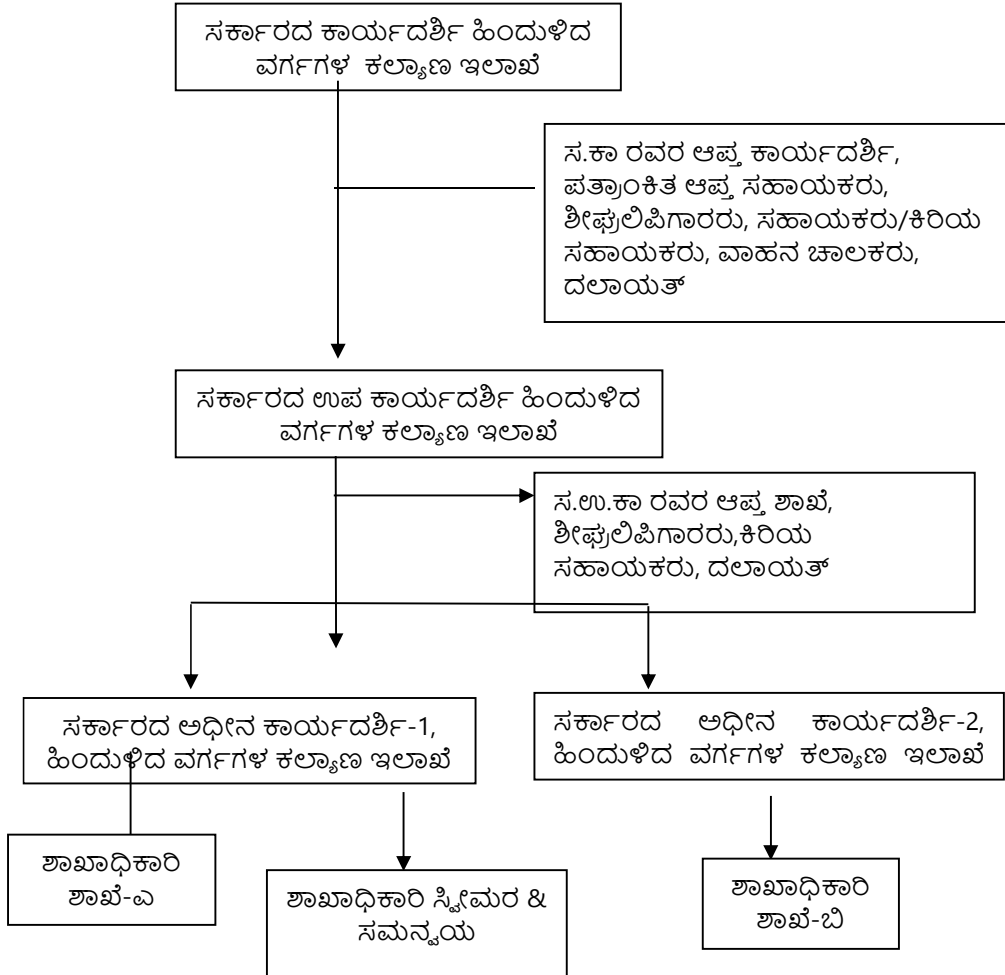 ಸರ್ಕಾರದ ಕಾರ್ಯದರ್ಶಿ ಹಿಂದುಳಿದ
ವರ್ಗಗಳ ಕಲ್ಯಾಣ ಇಲಾಖೆ
ಸ.ಕಾ ರವರ ಆಪ್ತ ಕಾರ್ಯದರ್ಶಿ,
ಪತ್ರಾಂಕಿತ ಆಪ್ತ ಸಹಾಯಕರು,
ಶೀಘ್ರಲಿಪಿಗಾರರು, ಸಹಾಯಕರು/ಕಿರಿಯ
ಸಹಾಯಕರು, ವಾಹನ ಚಾಲಕರು,
ದಲಾಯತ್
ಸರ್ಕಾರದ ಉಪ ಕಾರ್ಯದರ್ಶಿ ಹಿಂದುಳಿದ
ವರ್ಗಗಳ ಕಲ್ಯಾಣ ಇಲಾಖೆ
ಸ.ಉ.ಕಾ ರವರ ಆಪ್ತ ಶಾಖೆ,
ಶೀಘ್ರಲಿಪಿಗಾರರು,ಕಿರಿಯ
ಸಹಾಯಕರು, ದಲಾಯತ್
ಸರ್ಕಾರದ ಅಧೀನ ಕಾರ್ಯದರ್ಶಿ-1,
ಹಿಂದುಳಿದ ವರ್ಗಗಳ ಕಲ್ಯಾಣ ಇಲಾಖೆ
ಸರ್ಕಾರದ ಅಧೀನ ಕಾರ್ಯದರ್ಶಿ-2,
ಹಿಂದುಳಿದ ವರ್ಗಗಳ ಕಲ್ಯಾಣ ಇಲಾಖೆ
ಶಾಖಾಧಿಕಾರಿ
ಶಾಖೆ-ಎ
ಶಾಖಾಧಿಕಾರಿ ಸ್ವೀಮರ &
ಸಮನ್ವಯ
ಶಾಖಾಧಿಕಾರಿ
ಶಾಖೆ-ಬಿ